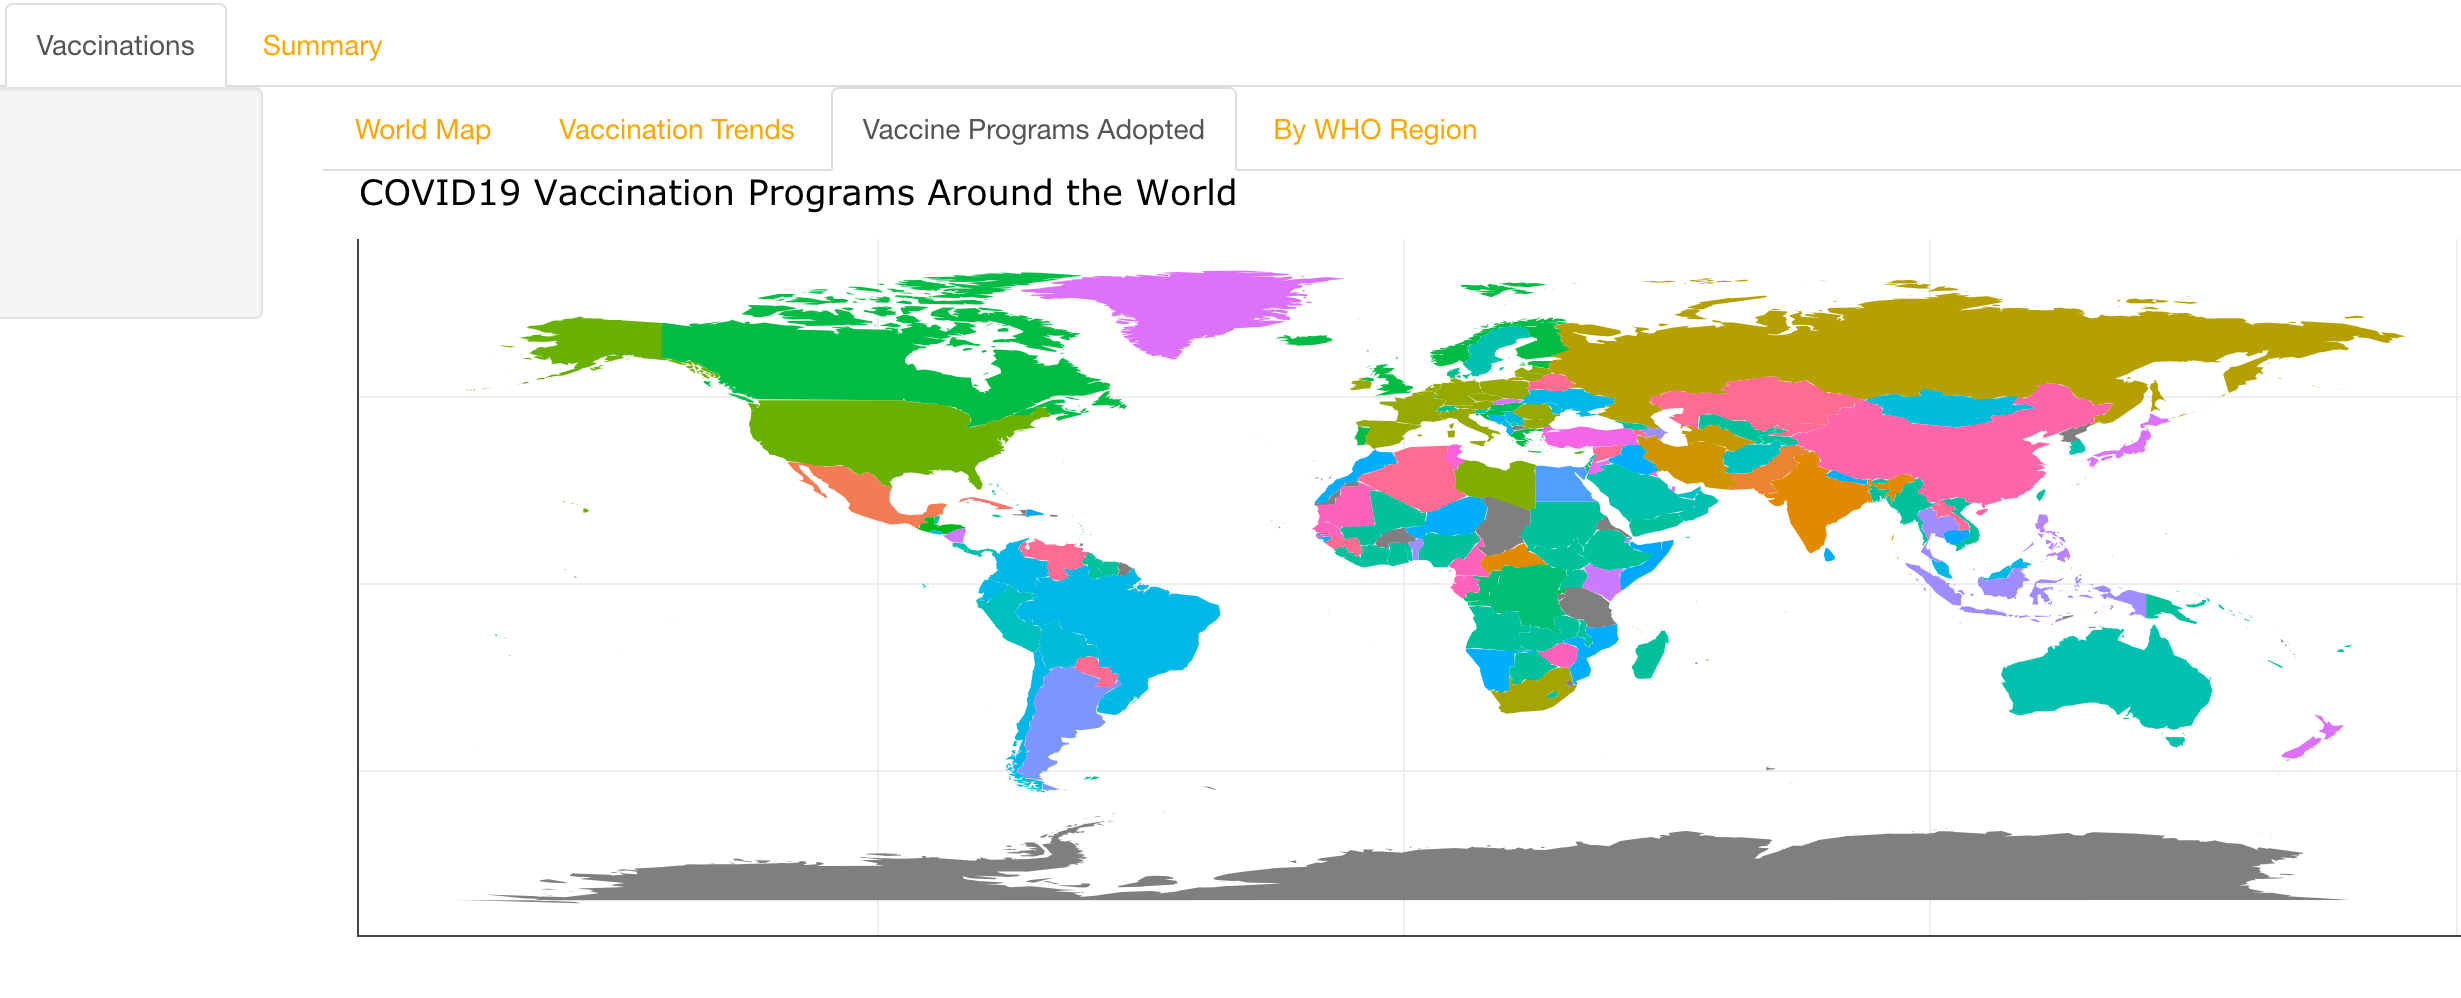 Vaccinations Summary
World Map Vaccination Trends Vaccine Programs Adopted By WHO Region
COVID19 Vaccination Programs Around the World